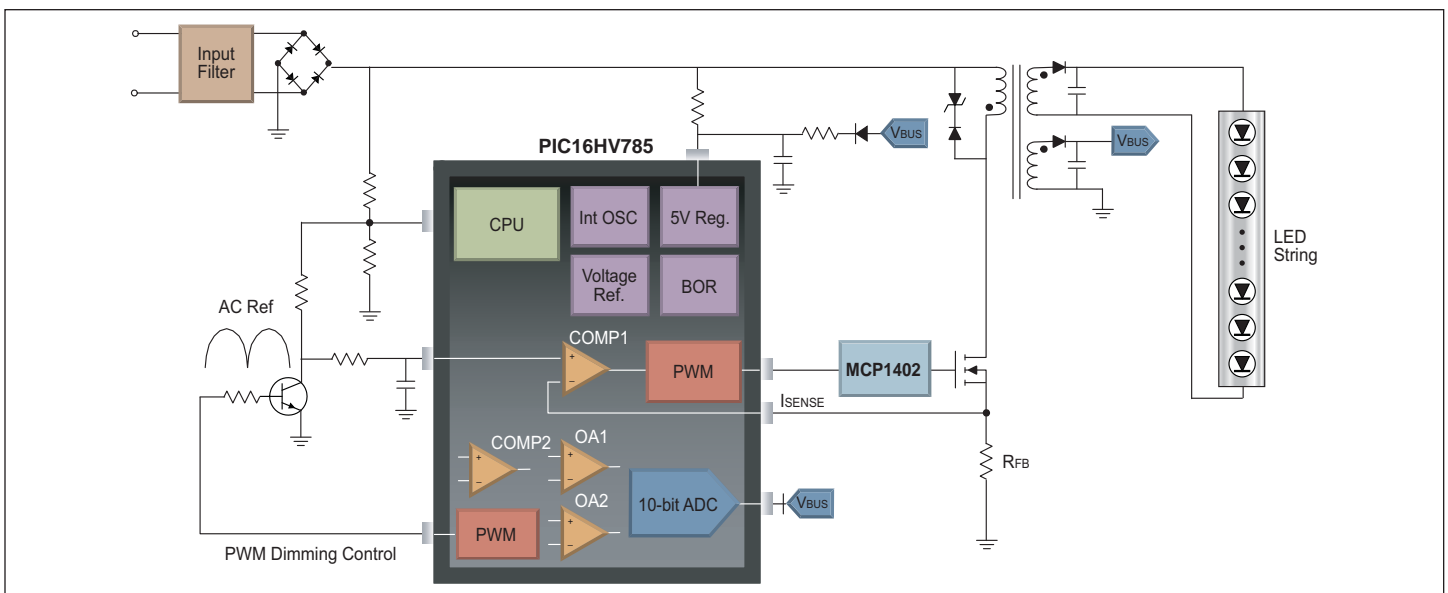 Input
Filter
PIC16HV785
VBUS
VBUS
CPU
Int OSC
5V Reg.
Voltage
Ref.
BOR
LED
String
AC Ref
COMP1
+
−
PWM
MCP1402
ISENSE
COMP2
+
−
OA1
+
−
RFB
10-bit ADC
VBUS
OA2
+
−
PWM
PWM Dimming Control